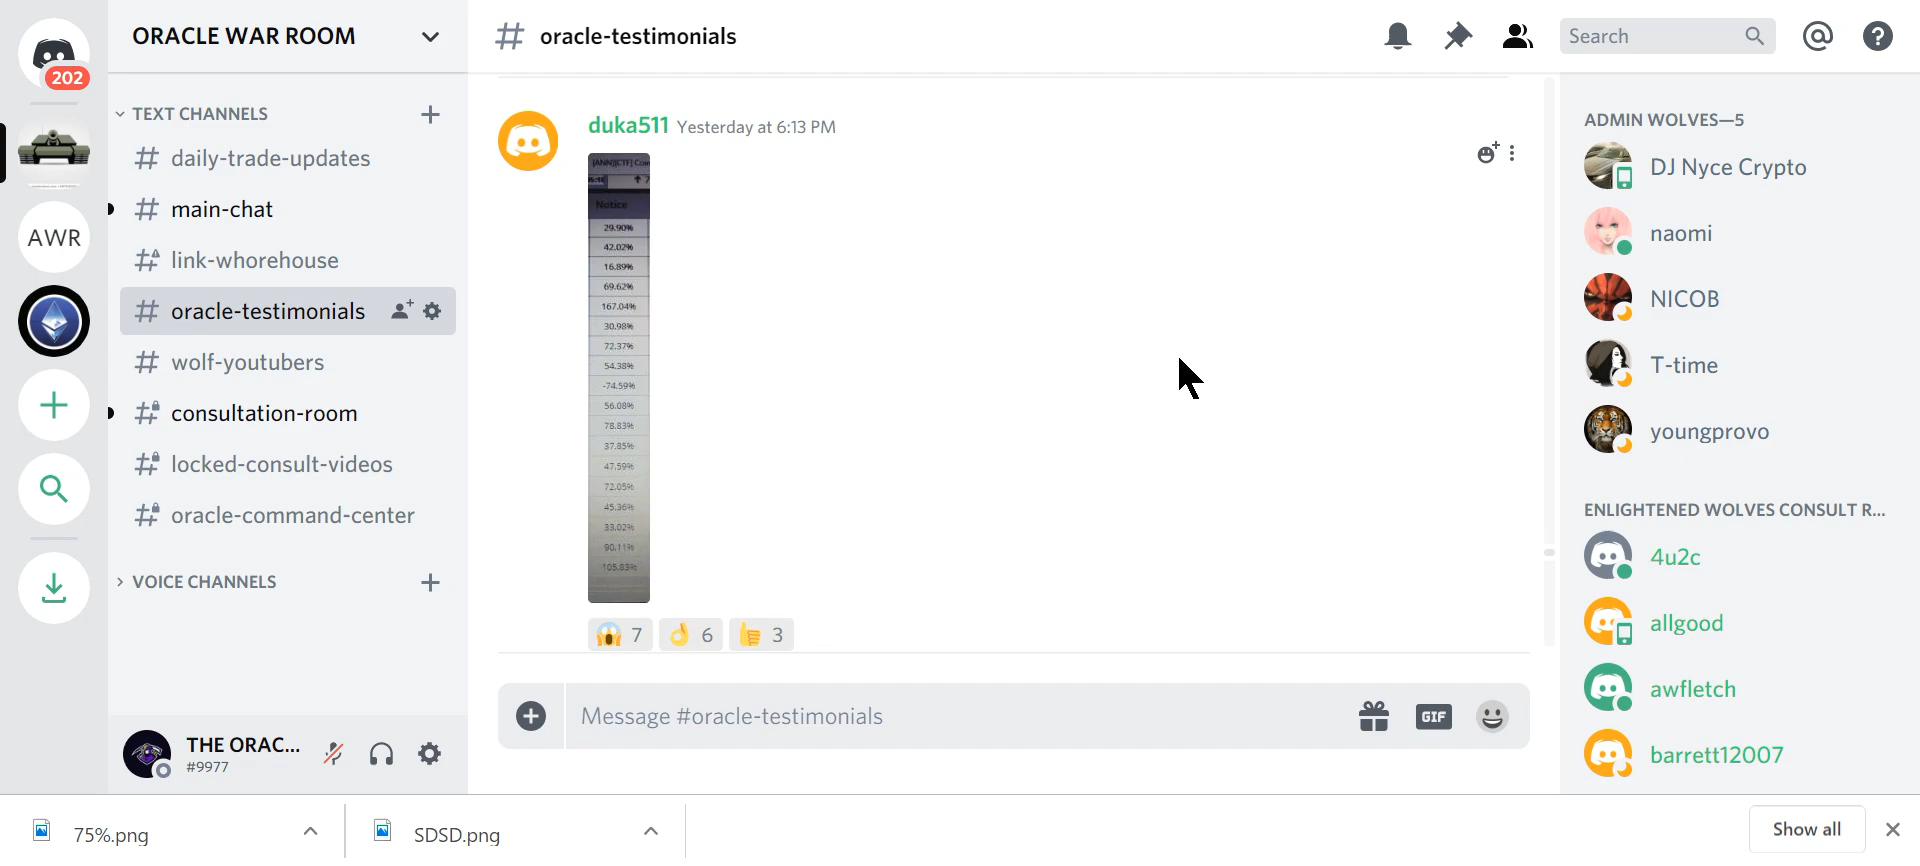 202
AWR
ORACLE WAR ROOM
TEXT CHANNELS
daily-trade-updates
main-chat
link-whorehouse
oracle-testimonials
wolf-youtubers
consultation-room
locked-consult-videos
oracle-command-center
VOICE CHANNELS
THE ORAC...
#9977
# oracle-testimonials
Search
duka511 Yesterday at 6:13 PM
Notice
29.90%
42.02%
16.89%
69.62%
167.04%
30.98%
72.37%
54.38%
-74.59%
56.08%
78.83%
37.85%
47.59%
72.05%
45.36%
33.02%
90.11%
105.83%
7 6 3
Message #oracle-testimonials
GIF
ADMIN WOLVES—5
DJ Nyce Crypto
naomi
NICOB
T-time
youngprovo
ENLIGHTENED WOLVES CONSULT R...
4u2c
allgood
awfletch
barrett12007
75%.png
SDSD.png
Show all